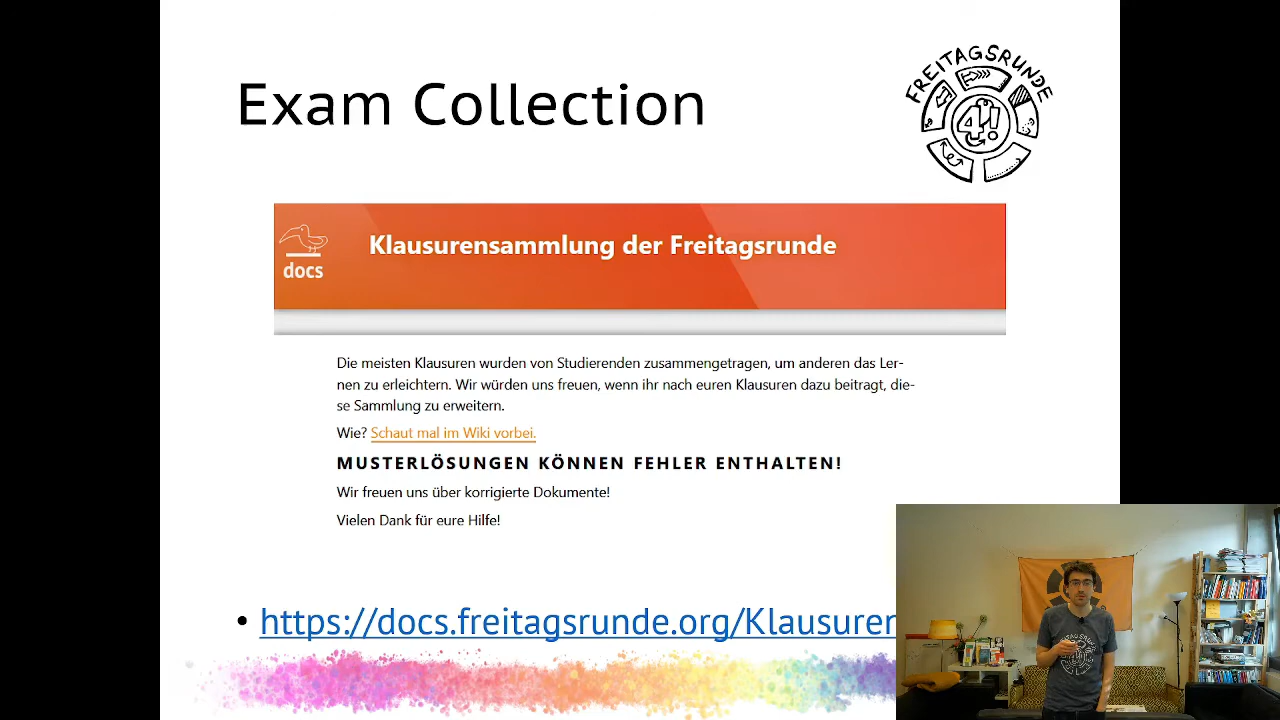 Exam Collection
FREITAGSRUNDE
4!
docs
Klausurensammlung der Freitagsrunde
Die meisten Klausuren wurden von Studierenden zusammengetragen, um anderen das Ler-
nen zu erleichtern. Wir würden uns freuen, wenn ihr nach euren Klausuren dazu beitragt, die-
se Sammlung zu erweitern.
Wie? Schaut mal im Wiki vorbei.
MUSTERLÖSUNGEN KÖNNEN FEHLER ENTHALTEN!
Wir freuen uns über korrigierte Dokumente!
Vielen Dank für eure Hilfe!
• https://docs.freitagsrunde.org/Klausuren
FREITAGSRUNDE